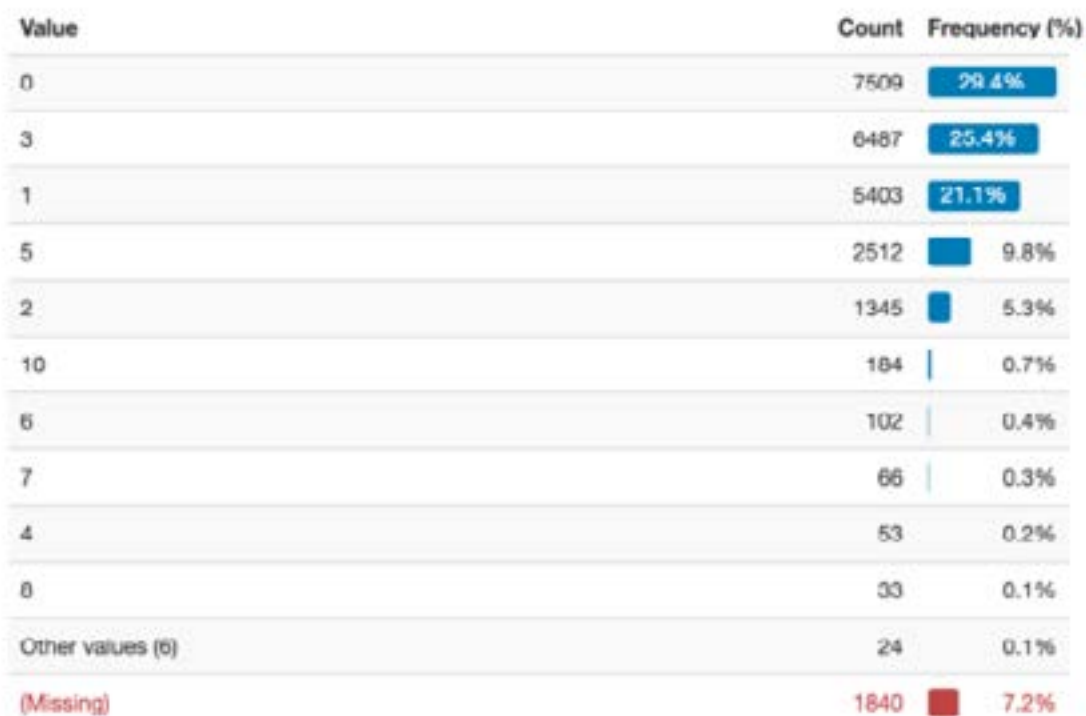 Value Count Frequency (%)
0 7509 29.4%
3 6487 25.4%
1 5403 21.1%
5 2512 9.8%
2 1345 5.3%
10 184 0.7%
6 102 0.4%
7 66 0.3%
4 53 0.2%
8 33 0.1%
Other values (6) 24 0.1%
(Missing) 1840 7.2%